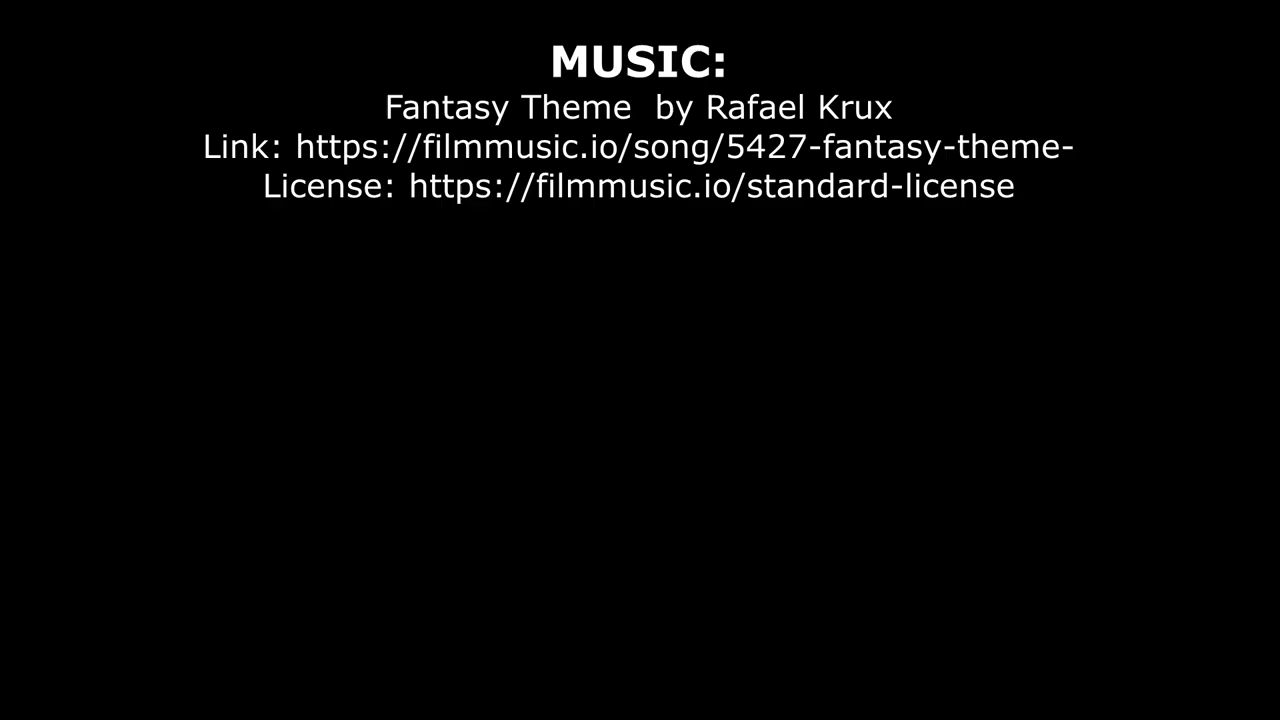 MUSIC:
Fantasy Theme  by Rafael Krux
Link: https://filmmusic.io/song/5427-fantasy-theme-
License: https://filmmusic.io/standard-license